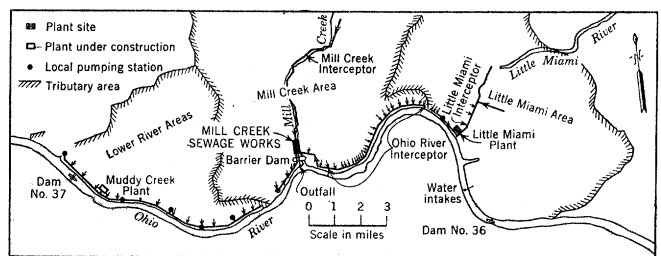 Plant site
Plant under construction
Local pumping station
Tributary area
Creek
Mill Creek
Interceptor
Mill Creek Area
Mill
Little Miami
River
Little Miami
Interceptor
Little Miami Area
Little Miami
Plant
Lower River Areas
MILL CREEK
SEWAGE WORKS
Barrier Dam
Ohio River
Interceptor
Dam
No. 37
Muddy Creek
Plant
Outfall
Water
intakes
Ohio
River
0 1 2 3
Scale in miles
Dam No. 36
N